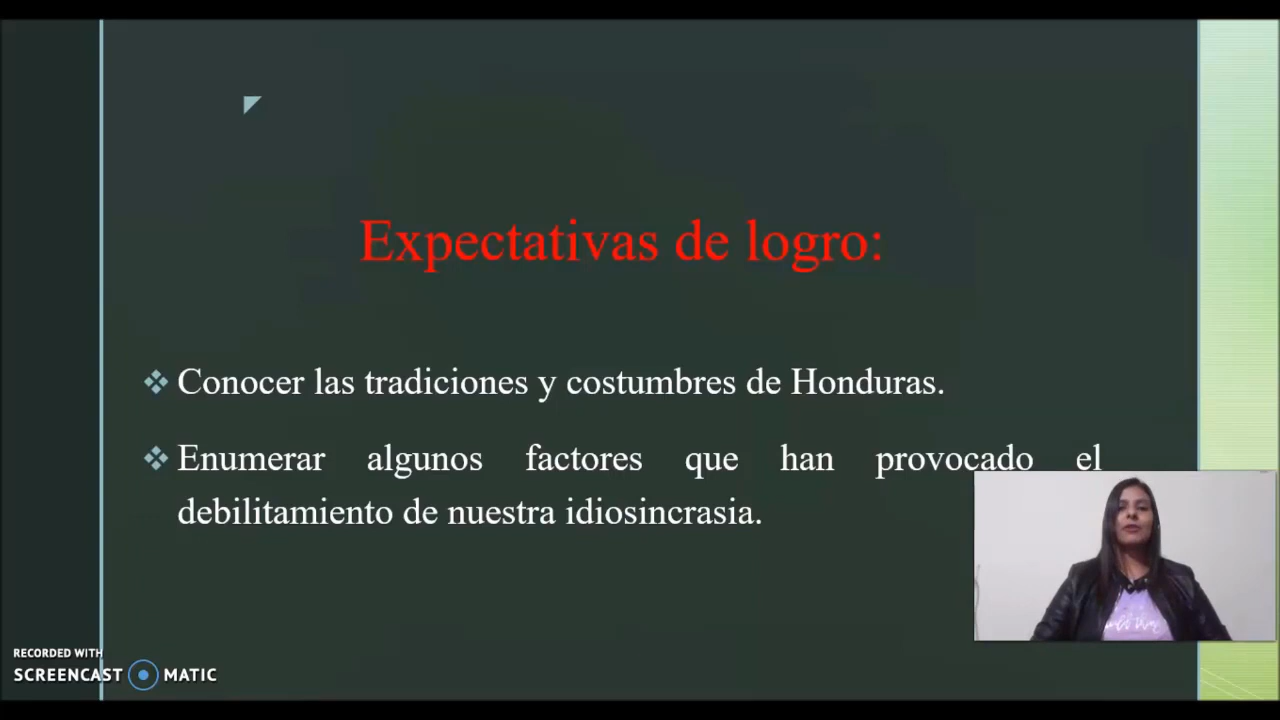 Expectativas de logro:
Conocer las tradiciones y costumbres de Honduras.
Enumerar algunos factores que han provocado el
debilitamiento de nuestra idiosincrasia.
RECORDED WITH
SCREENCAST MATIC